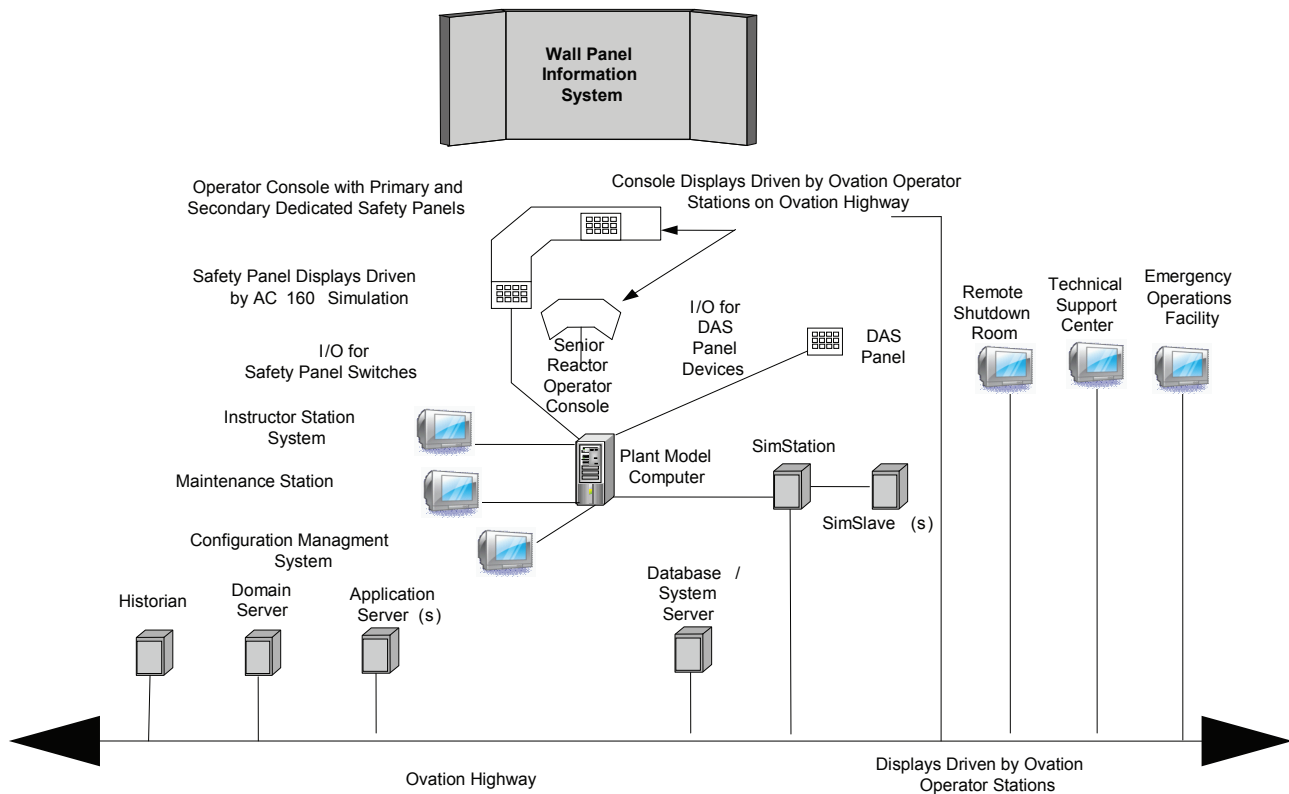 Wall Panel
Information
System
Operator Console with Primary and
Secondary Dedicated Safety Panels
Console Displays Driven by Ovation Operator
Stations on Ovation Highway
Safety Panel Displays Driven
by AC 160 Simulation
I/O for
DAS
Panel
Devices
Remote
Shutdown
Room
Technical
Support
Center
Emergency
Operations
Facility
I/O for
Safety Panel Switches
Senior
Reactor
Operator
Console
DAS
Panel
Instructor Station
System
Plant Model
Computer
SimStation
Maintenance Station
SimSlave (s)
Configuration Managment
System
Historian
Domain
Server
Application
Server (s)
Database /
System
Server
Ovation Highway
Displays Driven by Ovation
Operator Stations